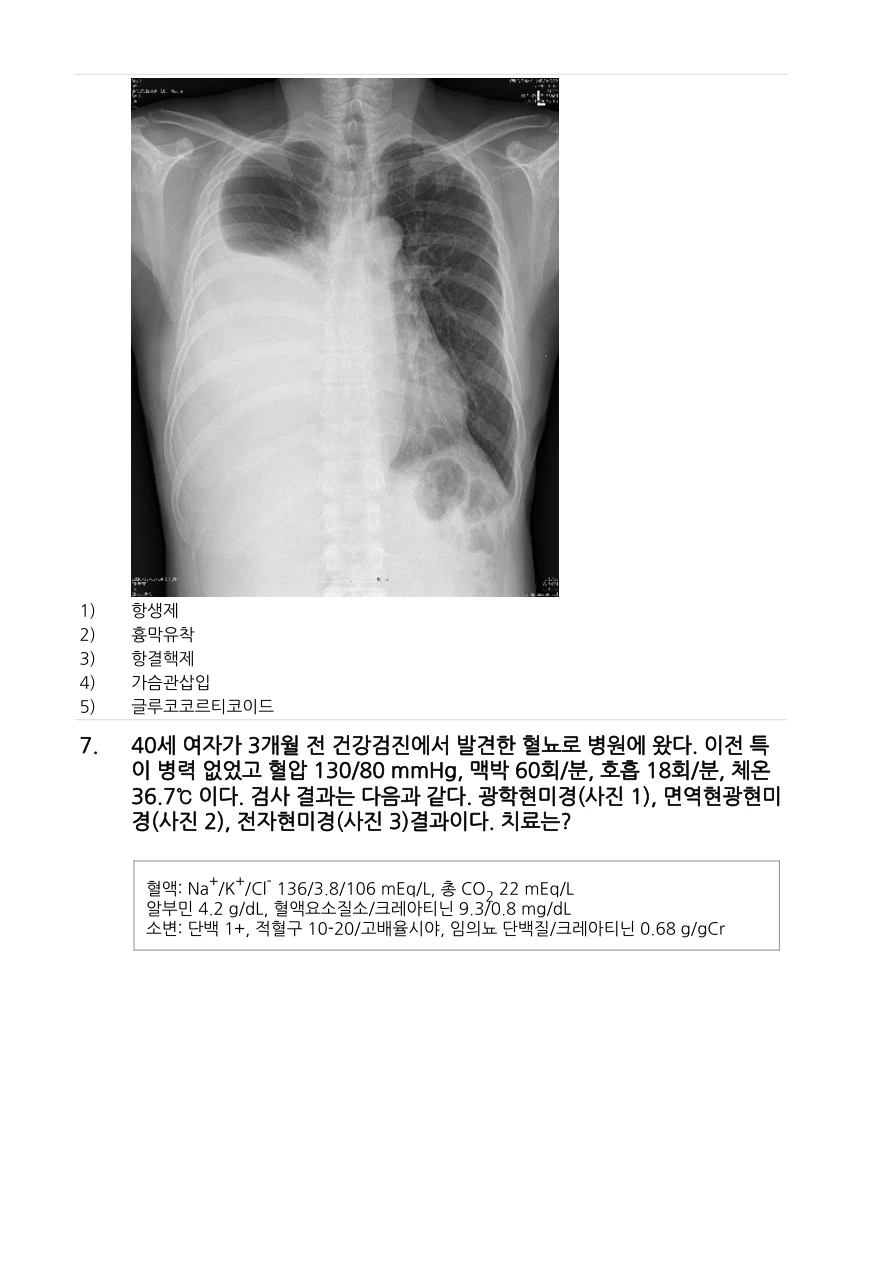 L
1) 항생제
2) 흉막유착
3) 항결핵제
4) 가슴관삽입
5) 글루코코르티코이드
7. 40세 여자가 3개월 전 건강검진에서 발견한 혈뇨로 병원에 왔다. 이전 특
이 병력 없었고 혈압 130/80 mmHg, 맥박 60회/분, 호흡 18회/분, 체온
36.7℃ 이다. 검사 결과는 다음과 같다. 광학현미경(사진 1), 면역현광현미
경(사진 2), 전자현미경(사진 3)결과이다. 치료는?
혈액: Na⁺/K⁺/Cl⁻ 136/3.8/106 mEq/L, 총 CO₂ 22 mEq/L
알부민 4.2 g/dL, 혈액요소질소/크레아티닌 9.3/0.8 mg/dL
소변: 단백 1+, 적혈구 10-20/고배율시야, 임의뇨 단백질/크레아티닌 0.68 g/gCr